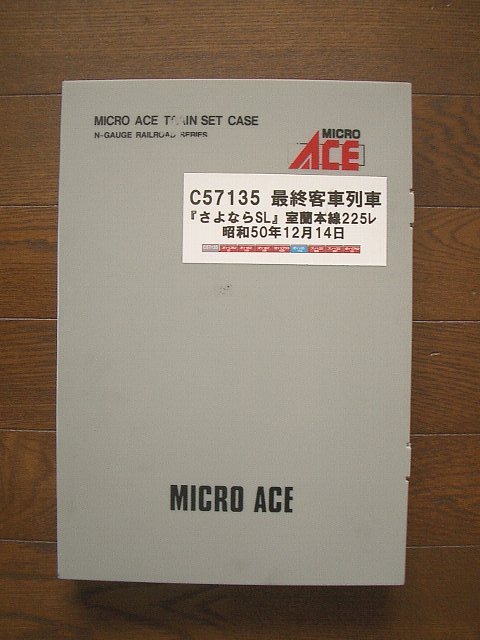 MICRO ACE TRAIN SET CASE
N-GAUGE RAILROAD SERIES
MICRO
ACE
C57135 最終客車列車
『さよならSL』室蘭本線225ﾚ
昭和50年12月14日
C57135
MICRO ACE